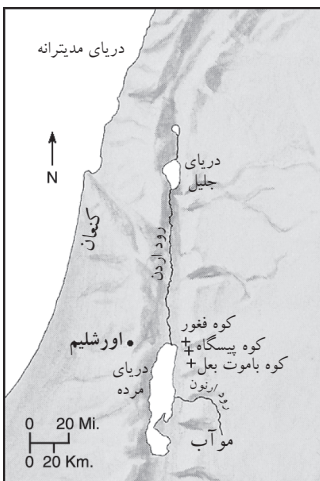 دریای مدیترانه
N
دریای
جلیل
کنعان
رود اردن
کوه فغور
کوه پیسگاه
کوه باموت بعل
اورشلیم
دریای
مرده
رود ارنون
موآب
0 20 Mi.
0 20 Km.